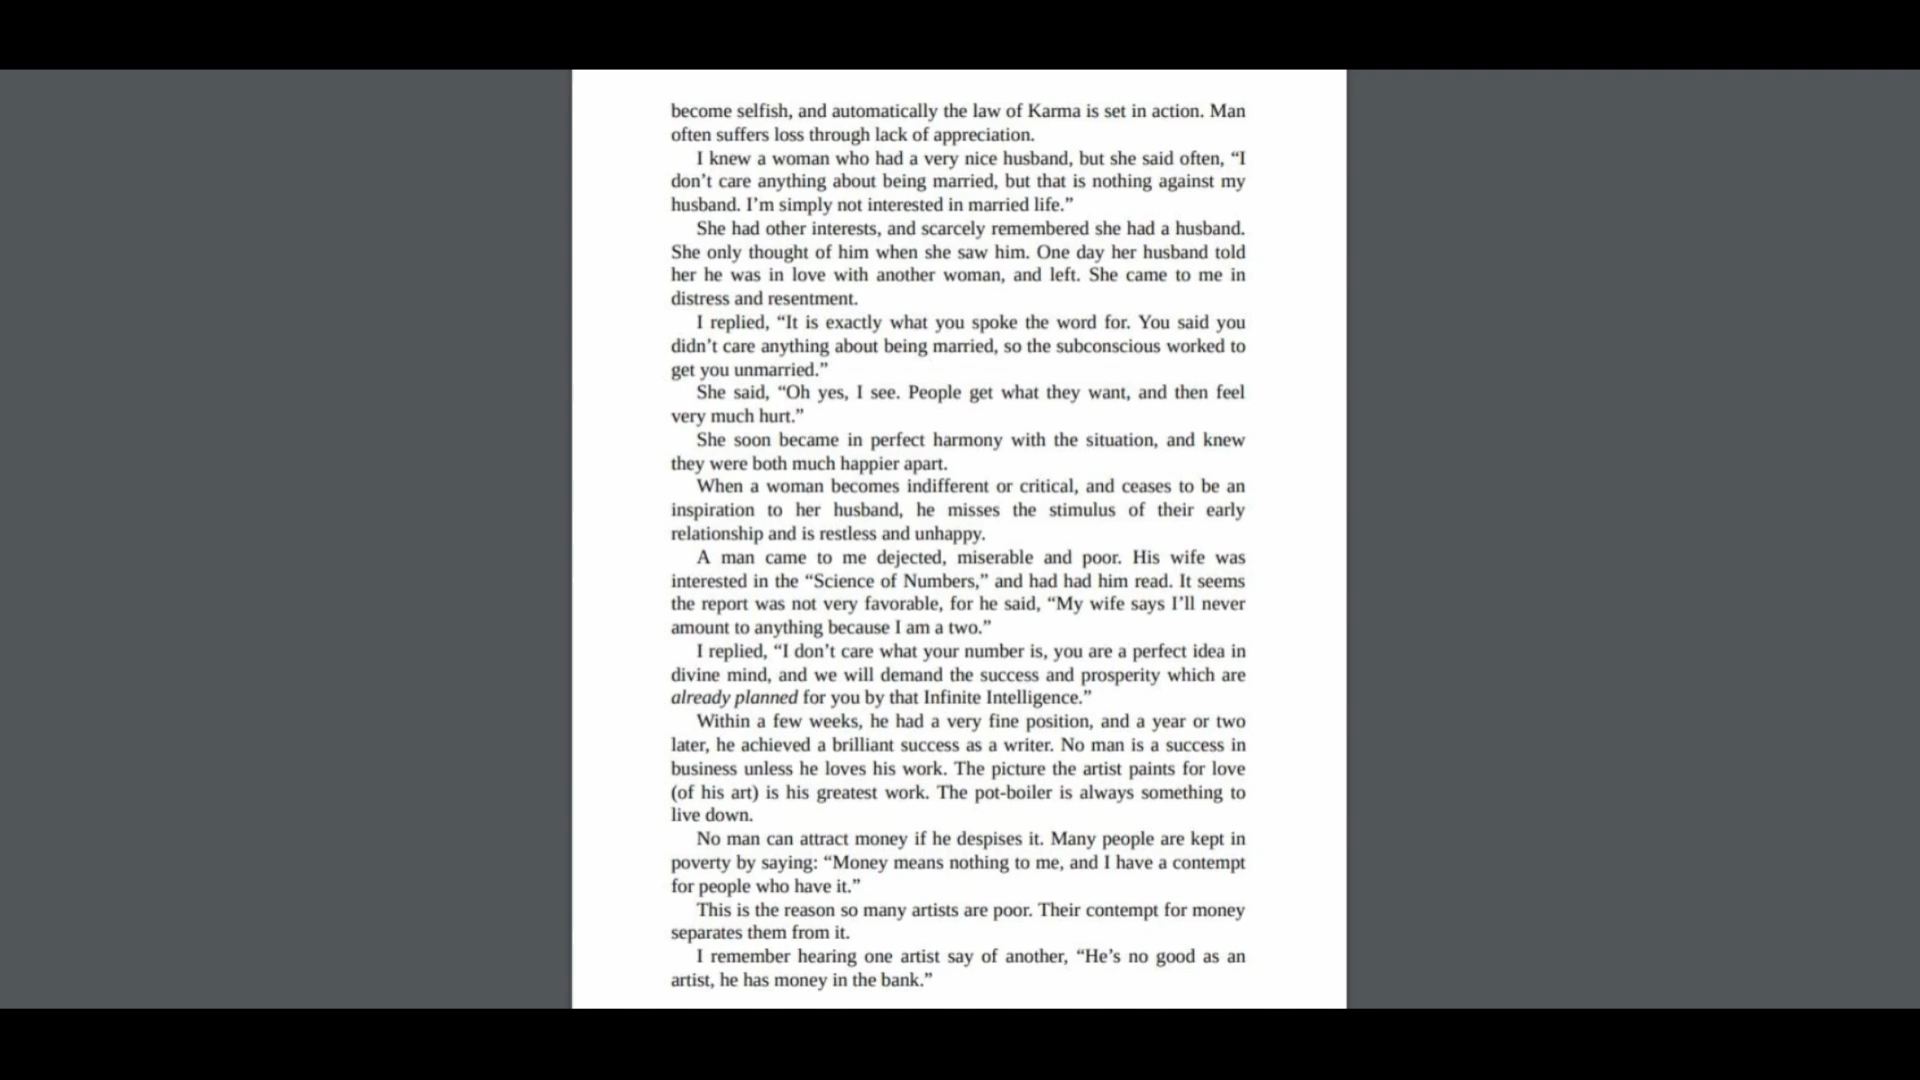 become selfish, and automatically the law of Karma is set in action. Man
often suffers loss through lack of appreciation.
I knew a woman who had a very nice husband, but she said often, “I
don’t care anything about being married, but that is nothing against my
husband. I’m simply not interested in married life.”
She had other interests, and scarcely remembered she had a husband.
She only thought of him when she saw him. One day her husband told
her he was in love with another woman, and left. She came to me in
distress and resentment.
I replied, “It is exactly what you spoke the word for. You said you
didn’t care anything about being married, so the subconscious worked to
get you unmarried.”
She said, “Oh yes, I see. People get what they want, and then feel
very much hurt.”
She soon became in perfect harmony with the situation, and knew
they were both much happier apart.
When a woman becomes indifferent or critical, and ceases to be an
inspiration to her husband, he misses the stimulus of their early
relationship and is restless and unhappy.
A man came to me dejected, miserable and poor. His wife was
interested in the “Science of Numbers,” and had had him read. It seems
the report was not very favorable, for he said, “My wife says I’ll never
amount to anything because I am a two.”
I replied, “I don’t care what your number is, you are a perfect idea in
divine mind, and we will demand the success and prosperity which are
already planned for you by that Infinite Intelligence.”
Within a few weeks, he had a very fine position, and a year or two
later, he achieved a brilliant success as a writer. No man is a success in
business unless he loves his work. The picture the artist paints for love
(of his art) is his greatest work. The pot-boiler is always something to
live down.
No man can attract money if he despises it. Many people are kept in
poverty by saying: “Money means nothing to me, and I have a contempt
for people who have it.”
This is the reason so many artists are poor. Their contempt for money
separates them from it.
I remember hearing one artist say of another, “He’s no good as an
artist, he has money in the bank.”